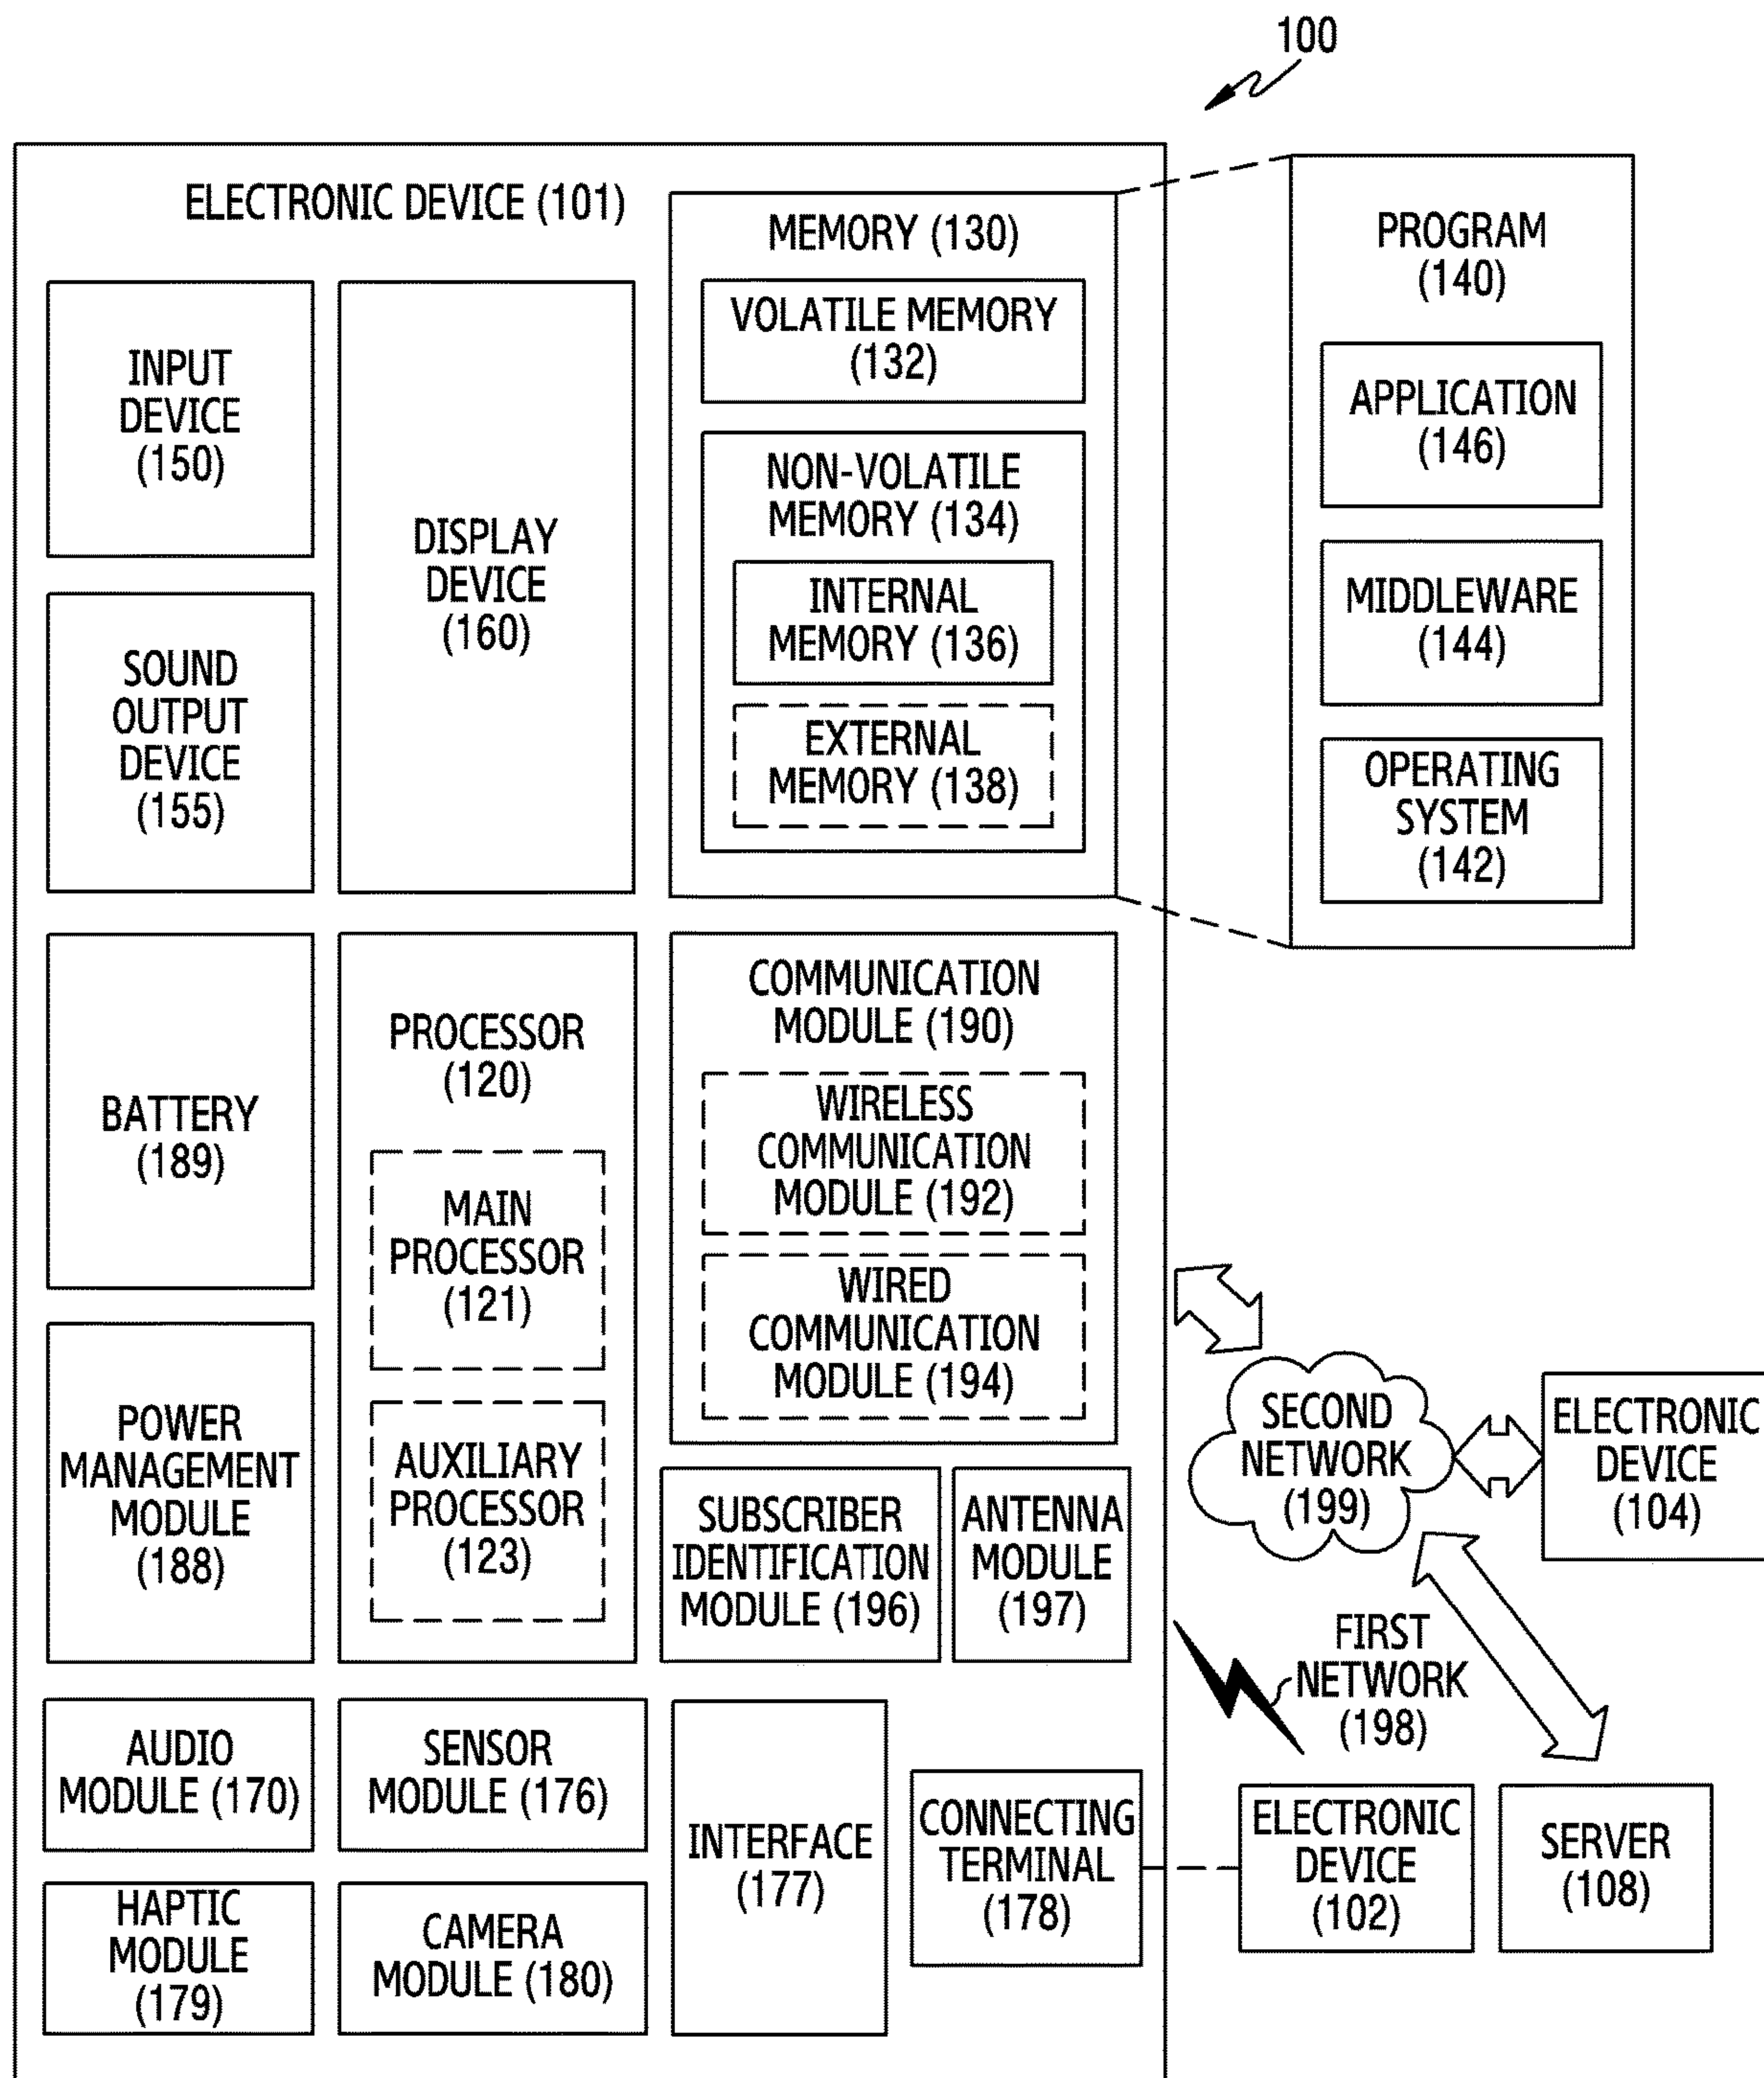 100
ELECTRONIC DEVICE (101)
INPUT
DEVICE
(150)
DISPLAY
DEVICE
(160)
SOUND
OUTPUT
DEVICE
(155)
MEMORY (130)
VOLATILE MEMORY
(132)
NON-VOLATILE
MEMORY (134)
INTERNAL
MEMORY (136)
EXTERNAL
MEMORY (138)
PROGRAM
(140)
APPLICATION
(146)
MIDDLEWARE
(144)
OPERATING
SYSTEM
(142)
BATTERY
(189)
PROCESSOR
(120)
MAIN
PROCESSOR
(121)
AUXILIARY
PROCESSOR
(123)
COMMUNICATION
MODULE (190)
WIRELESS
COMMUNICATION
MODULE (192)
WIRED
COMMUNICATION
MODULE (194)
POWER
MANAGEMENT
MODULE
(188)
SUBSCRIBER
IDENTIFICATION
MODULE (196)
ANTENNA
MODULE
(197)
SECOND
NETWORK
(199)
ELECTRONIC
DEVICE
(104)
FIRST
NETWORK
(198)
AUDIO
MODULE (170)
SENSOR
MODULE (176)
INTERFACE
(177)
CONNECTING
TERMINAL
(178)
ELECTRONIC
DEVICE
(102)
SERVER
(108)
HAPTIC
MODULE
(179)
CAMERA
MODULE (180)